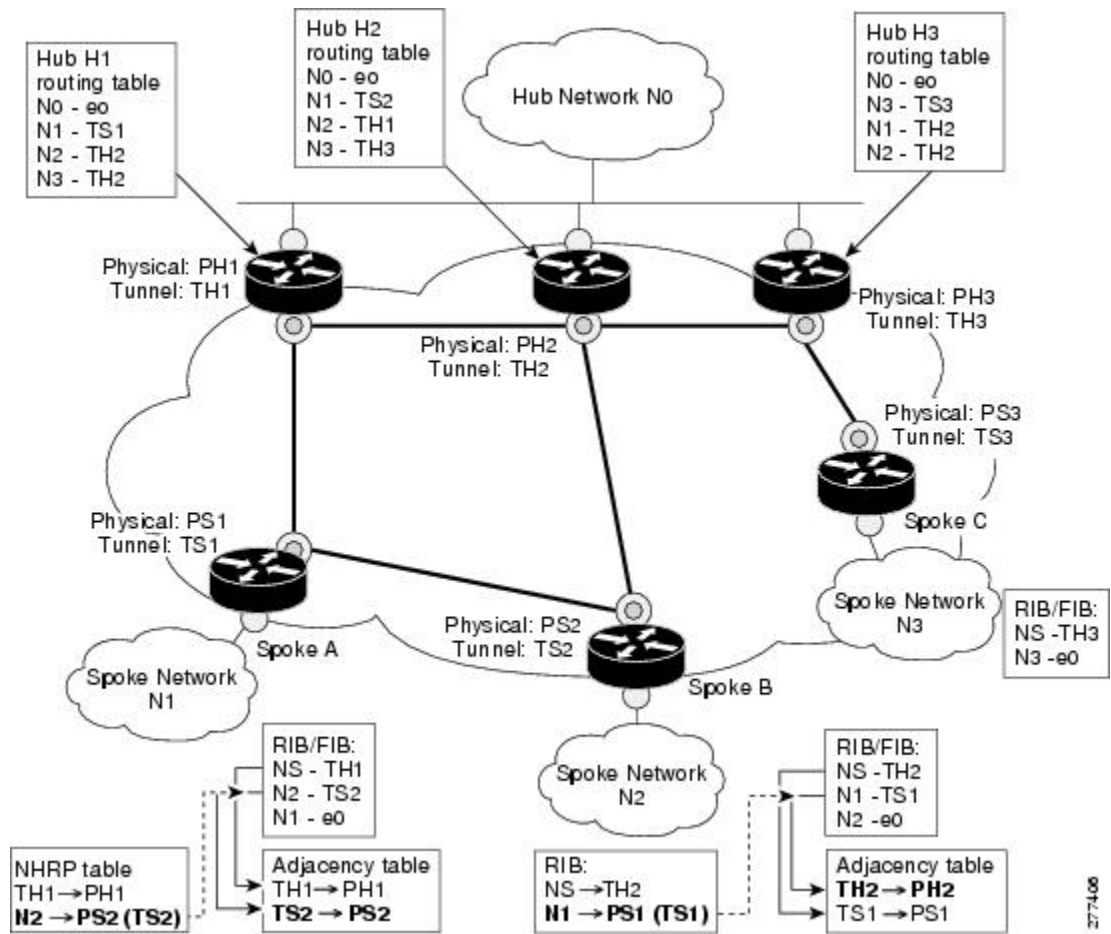 Hub H1
routing table
N0 - e0
N1 - TS1
N2 - TH2
N3 - TH2
Hub H2
routing table
N0 - e0
N1 - TS2
N2 - TH1
N3 - TH3
Hub Network N0
Hub H3
routing table
N0 - e0
N3 - TS3
N1 - TH2
N2 - TH2
Physical: PH1
Tunnel: TH1
Physical: PH2
Tunnel: TH2
Physical: PH3
Tunnel: TH3
Physical: PS3
Tunnel: TS3
Spoke C
Physical: PS1
Tunnel: TS1
Spoke A
Physical: PS2
Tunnel: TS2
Spoke B
Spoke Network
N3
RIB/FIB:
NS -TH3
N3 -e0
Spoke Network
N1
Spoke Network
N2
RIB/FIB:
NS - TH1
N2 - TS2
N1 - e0
RIB/FIB:
NS -TH2
N1 -TS1
N2 -e0
NHRP table
TH1→PH1
N2 →PS2 (TS2)
Adjacency table
TH1→PH1
TS2→PS2
RIB:
NS →TH2
N1→PS1 (TS1)
Adjacency table
TH2→PH2
TS1→PS1